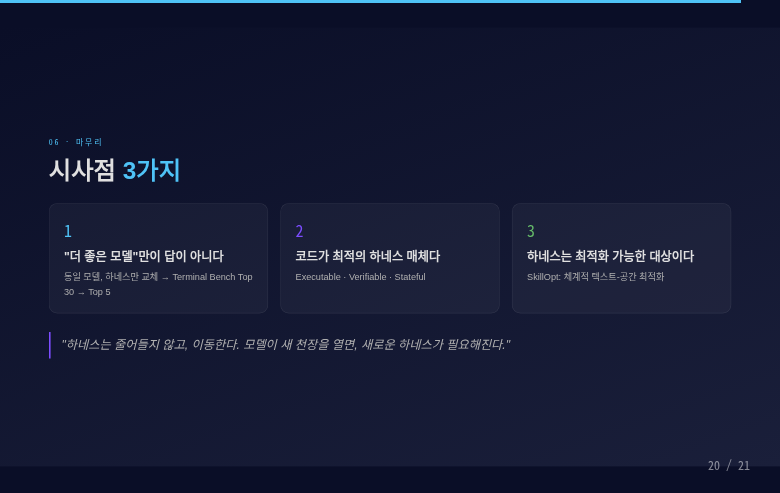 06 · 마무리
시사점 3가지
1
"더 좋은 모델"만이 답이 아니다
동일 모델, 하네스만 교체 → Terminal Bench Top
30 → Top 5
2
코드가 최적의 하네스 매체다
Executable · Verifiable · Stateful
3
하네스는 최적화 가능한 대상이다
SkillOpt: 체계적 텍스트-공간 최적화
"하네스는 줄어들지 않고, 이동한다. 모델이 새 천장을 열면, 새로운 하네스가 필요해진다."
20 / 21